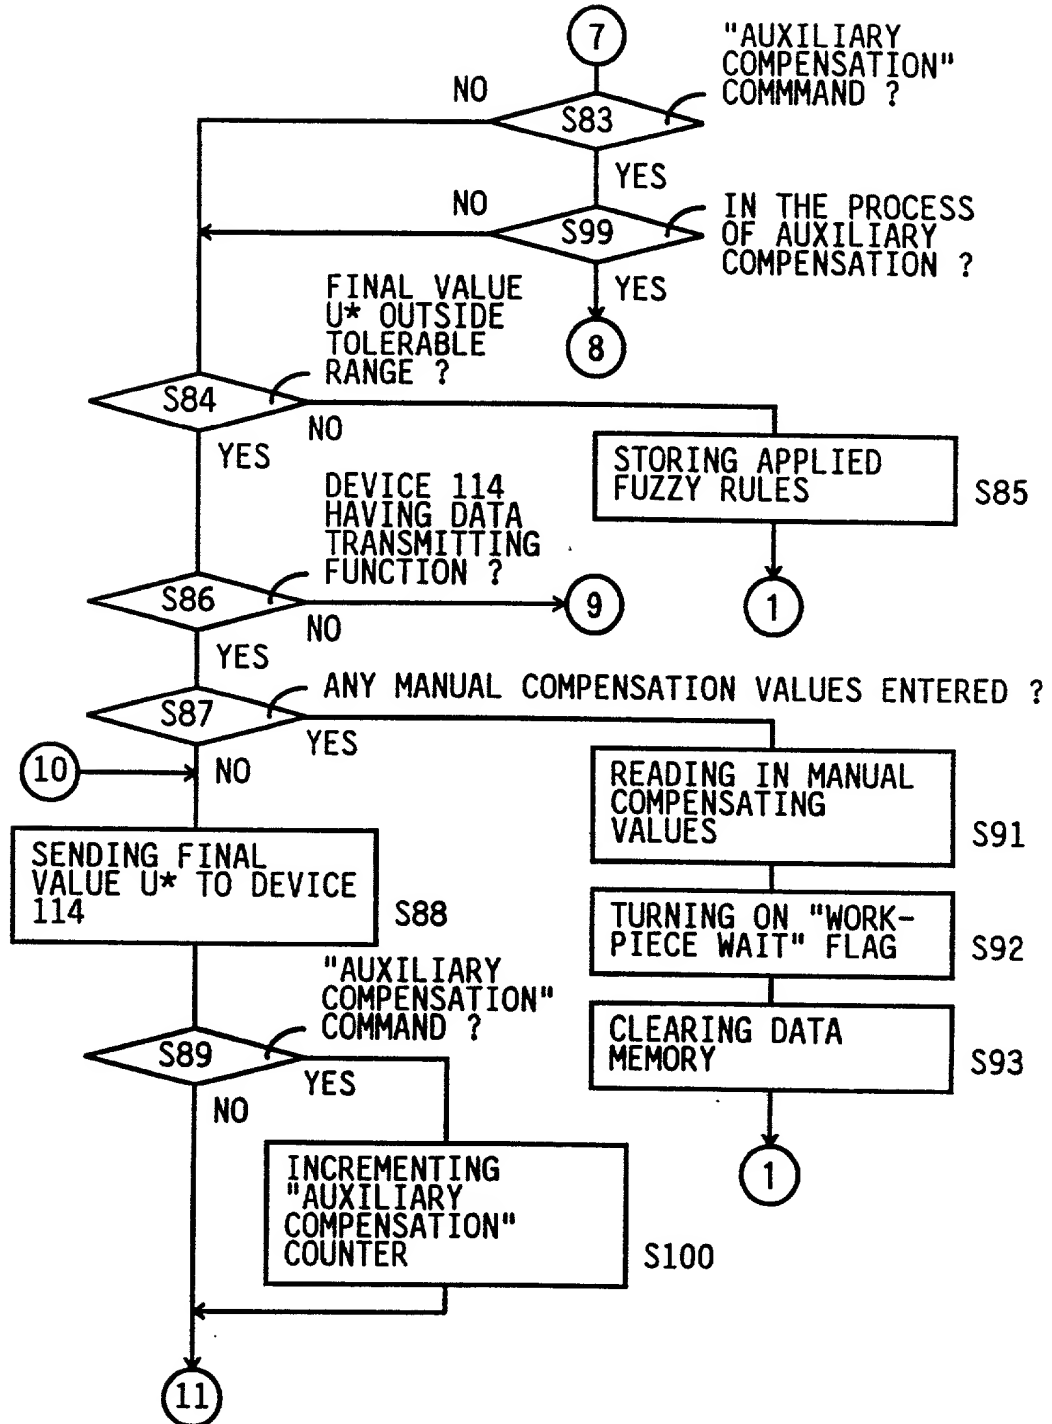 7
"AUXILIARY
COMPENSATION"
COMMMAND ?
NO
S83
YES
NO
S99
IN THE PROCESS
OF AUXILIARY
COMPENSATION ?
YES
8
FINAL VALUE
U* OUTSIDE
TOLERABLE
RANGE ?
S84
NO
YES
STORING APPLIED
FUZZY RULES
S85
1
DEVICE 114
HAVING DATA
TRANSMITTING
FUNCTION ?
S86
NO
9
YES
ANY MANUAL COMPENSATION VALUES ENTERED ?
S87
YES
10
NO
READING IN MANUAL
COMPENSATING
VALUES
S91
SENDING FINAL
VALUE U* TO DEVICE
114
S88
TURNING ON "WORK-
PIECE WAIT" FLAG
S92
"AUXILIARY
COMPENSATION"
COMMAND ?
S89
YES
NO
CLEARING DATA
MEMORY
S93
1
INCREMENTING
"AUXILIARY
COMPENSATION"
COUNTER
S100
11